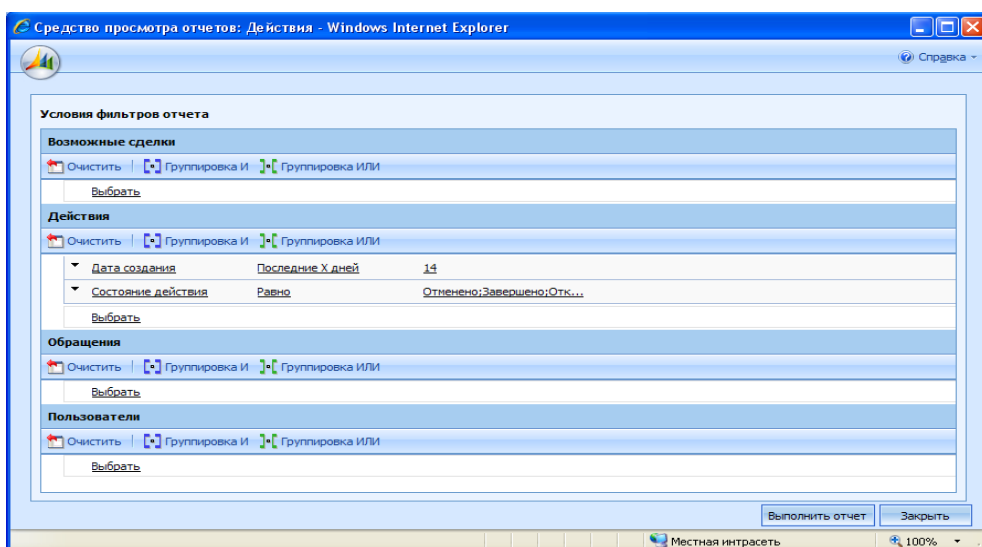 Средство просмотра отчетов: Действия - Windows Internet Explorer
Справка
Условия фильтров отчета
Возможные сделки
Очистить Группировка И Группировка ИЛИ
Выбрать
Действия
Очистить Группировка И Группировка ИЛИ
Дата создания Последние X дней 14
Состояние действия Равно Отменено;Завершено;Отк...
Выбрать
Обращения
Очистить Группировка И Группировка ИЛИ
Выбрать
Пользователи
Очистить Группировка И Группировка ИЛИ
Выбрать
Выполнить отчет Закрыть
Местная интрасеть 100%